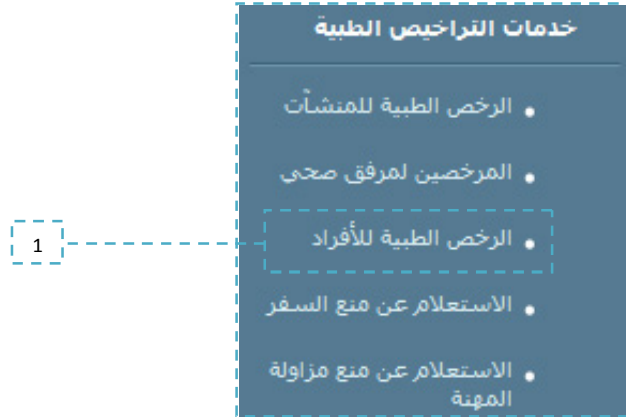 خدمات التراخيص الطبية
الرخص الطبية للمنشآت
المرخصين لمرفق صحي
الرخص الطبية للأفراد
1
الاستعلام عن منع السفر
الاستعلام عن منع مزاولة
المهنة